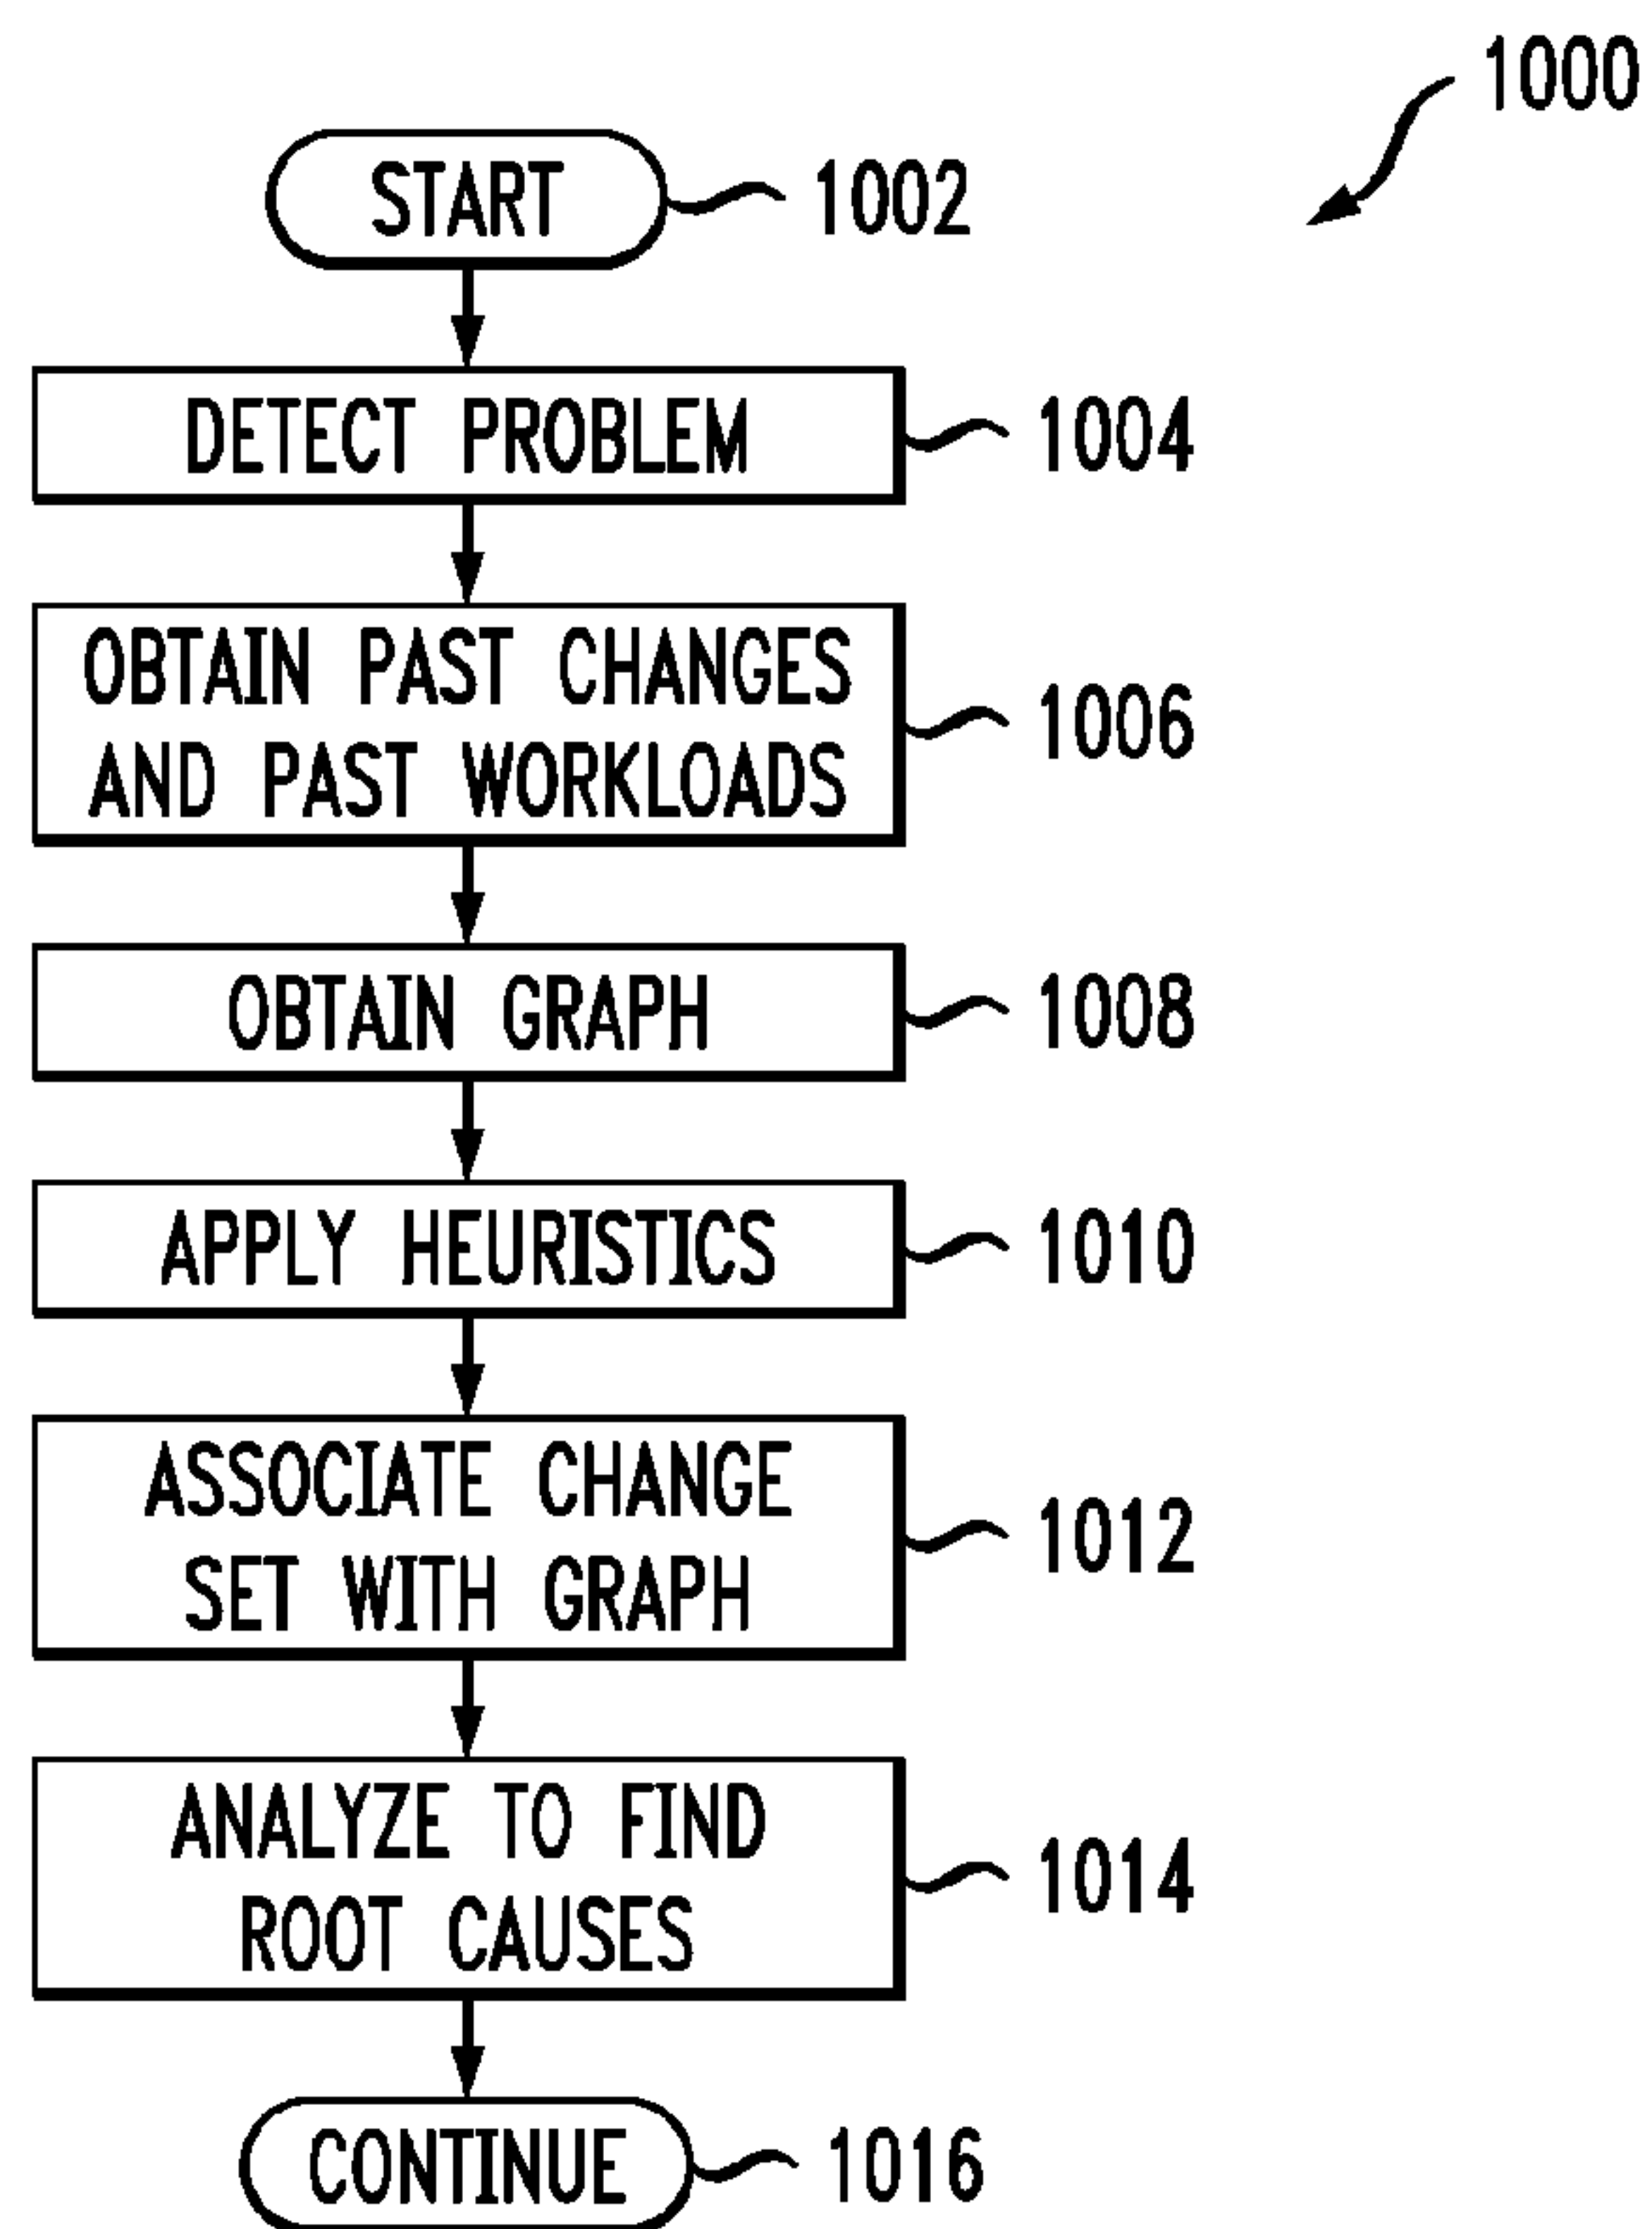 1000
START
1002
DETECT PROBLEM
1004
OBTAIN PAST CHANGES
AND PAST WORKLOADS
1006
OBTAIN GRAPH
1008
APPLY HEURISTICS
1010
ASSOCIATE CHANGE
SET WITH GRAPH
1012
ANALYZE TO FIND
ROOT CAUSES
1014
CONTINUE
1016